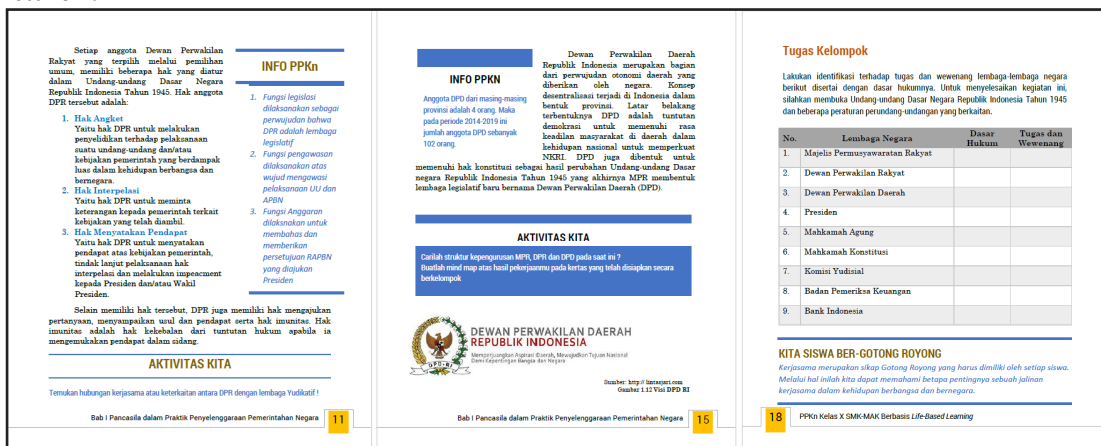 Setiap anggota Dewan Perwakilan
Rakyat yang terpilih melalui pemilihan
umum, memiliki beberapa hak yang diatur
dalam Undang-undang Dasar Negara
Republik Indonesia Tahun 1945. Hak anggota
DPR tersebut adalah:
1. Hak Angket
Yaitu hak DPR untuk melakukan
penyelidikan terhadap pelaksanaan
suatu undang-undang dan/atau
kebijakan pemerintah yang berdampak
luas dalam kehidupan berbangsa dan
bernegara.
2. Hak Interpelasi
Yaitu hak DPR untuk meminta
keterangan kepada pemerintah terkait
kebijakan yang telah diambil.
3. Hak Menyatakan Pendapat
Yaitu hak DPR untuk menyatakan
pendapat atas kebijakan pemerintah,
tindak lanjut pelaksanaan hak
interpelasi dan melakukan impeacment
kepada Presiden dan/atau Wakil
Presiden.
INFO PPKn
1. Fungsi legislasi
dilaksanakan sebagai
perwujudan bahwa
DPR adalah lembaga
legislatif
2. Fungsi pengawasan
dilaksanakan atas
wujud mengawasi
pelaksanaan UU dan
APBN
3. Fungsi Anggaran
dilaksnakan untuk
membahas dan
memberikan
persetujuan RAPBN
yang diajukan
Presiden
Selain memiliki hak tersebut, DPR juga memiliki hak mengajukan
pertanyaan, menyampaikan usul dan pendapat serta hak imunitas. Hak
imunitas adalah hak kekebalan dari tuntutan hukum apabila ia
mengemukakan pendapat dalam sidang.
AKTIVITAS KITA
Temukan hubungan kerjasama atau keterkaitan antara DPR dengan lembaga Yudikatif !
Bab I Pancasila dalam Praktik Penyelenggaraan Pemerintahan Negara 11
INFO PPKN
Anggota DPD dari masing-masing
provinsi adalah 4 orang. Maka
pada periode 2014-2019 ini
jumlah anggota DPD sebanyak
102 orang.
Dewan Perwakilan Daerah
Republik Indonesia merupakan bagian
dari perwujudan otonomi daerah yang
diberikan oleh negara. Konsep
desentralisasi terjadi di Indonesia dalam
bentuk provinsi. Latar belakang
terbentuknya DPD adalah tuntutan
demokrasi untuk memenuhi rasa
keadilan masyarakat di daerah dalam
kehidupan nasional untuk memperkuat
NKRI. DPD juga dibentuk untuk
memenuhi hak konstitusi sebagai hasil perubahan Undang-undang Dasar
negara Republik Indonesia Tahun 1945 yang akhirnya MPR membentuk
lembaga legislatif baru bernama Dewan Perwakilan Daerah (DPD).
AKTIVITAS KITA
Carilah struktur kepengurusan MPR, DPR dan DPD pada saat ini ?
Buatlah mind map atas hasil pekerjaanmu pada kertas yang telah disiapkan secara
berkelompok
DPD-RI
DEWAN PERWAKILAN DAERAH
REPUBLIK INDONESIA
Memperjuangkan Aspirasi Daerah, Mewujudkan Tujuan Nasional
Demi Kepentingan Bangsa dan Negara
Sumber: http:// lintasjari.com
Gambar 1.12 Visi DPD RI
Bab I Pancasila dalam Praktik Penyelenggaraan Pemerintahan Negara 15
Tugas Kelompok
Lakukan identifikasi terhadap tugas dan wewenang lembaga-lembaga negara
berikut disertai dengan dasar hukumnya. Untuk menyelesaikan kegiatan ini,
silahkan membuka Undang-undang Dasar Negara Republik Indonesia Tahun 1945
dan beberapa peraturan perundang-undangan yang berkaitan.
No. Lembaga Negara Dasar Hukum Tugas dan Wewenang
1. Majelis Permusyawaratan Rakyat
2. Dewan Perwakilan Rakyat
3. Dewan Perwakilan Daerah
4. Presiden
5. Mahkamah Agung
6. Mahkamah Konstitusi
7. Komisi Yudisial
8. Badan Pemeriksa Keuangan
9. Bank Indonesia
KITA SISWA BER-GOTONG ROYONG
Kerjasama merupakan sikap Gotong Royong yang harus dimiliki oleh setiap siswa.
Melalui hal inilah kita dapat memahami betapa pentingnya sebuah jalinan
kerjasama dalam kehidupan berbangsa dan bernegara.
18 PPKn Kelas X SMK-MAK Berbasis Life-Based Learning